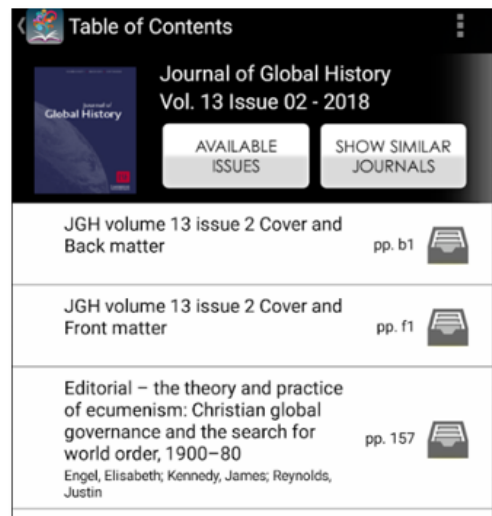 Table of Contents
Journal of
Global History
Journal of Global History
Vol. 13 Issue 02 - 2018
AVAILABLE
ISSUES
SHOW SIMILAR
JOURNALS
JGH volume 13 issue 2 Cover and
Back matter
pp. b1
JGH volume 13 issue 2 Cover and
Front matter
pp. f1
Editorial – the theory and practice
of ecumenism: Christian global
governance and the search for
world order, 1900–80
Engel, Elisabeth; Kennedy, James; Reynolds,
Justin
pp. 157